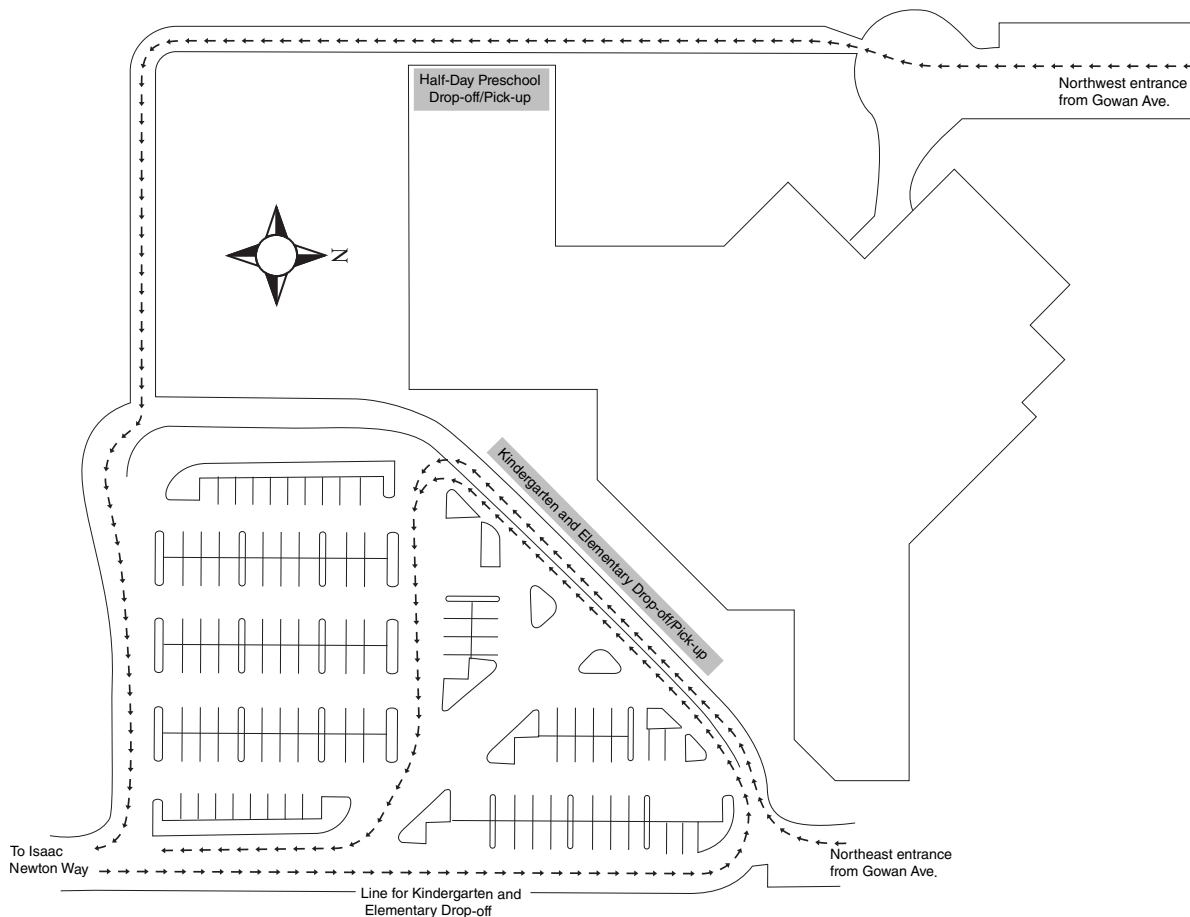 Half-Day Preschool
Drop-off/Pick-up
Northwest entrance
from Gowan Ave.
N
Kindergarten and Elementary Drop-off/Pick-up
To Isaac
Newton Way
Northeast entrance
from Gowan Ave.
Line for Kindergarten and
Elementary Drop-off